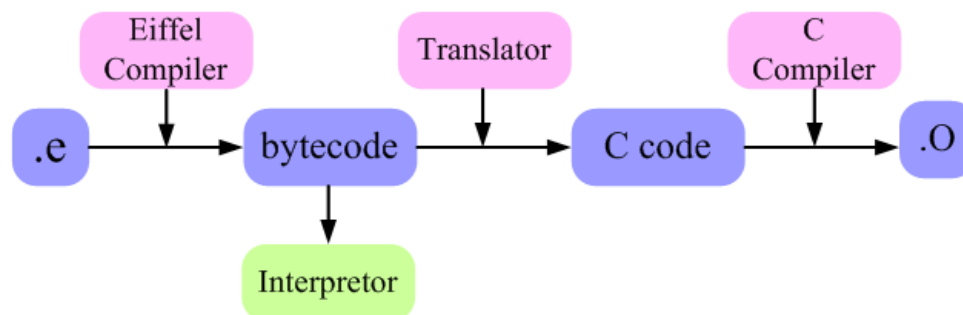 Eiffel
Compiler
Translator
C
Compiler
.e
bytecode
C code
.O
Interpretor